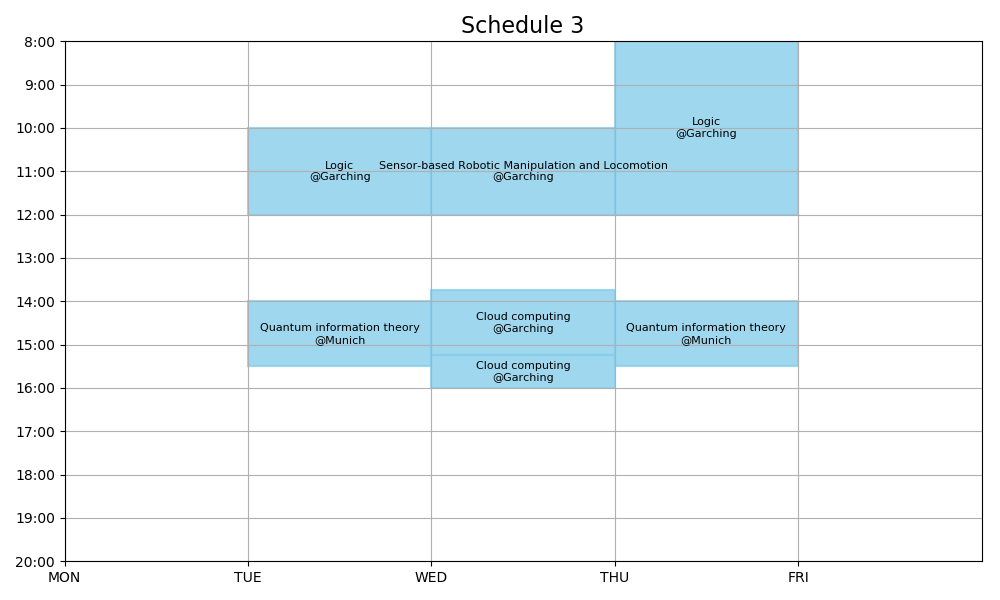 Schedule 3
8:00
9:00
10:00
11:00
12:00
13:00
14:00
15:00
16:00
17:00
18:00
19:00
20:00
MON
TUE
WED
THU
FRI
Logic
@Garching
Sensor-based Robotic Manipulation and Locomotion
@Garching
Logic
@Garching
Quantum information theory
@Munich
Cloud computing
@Garching
Cloud computing
@Garching
Quantum information theory
@Munich